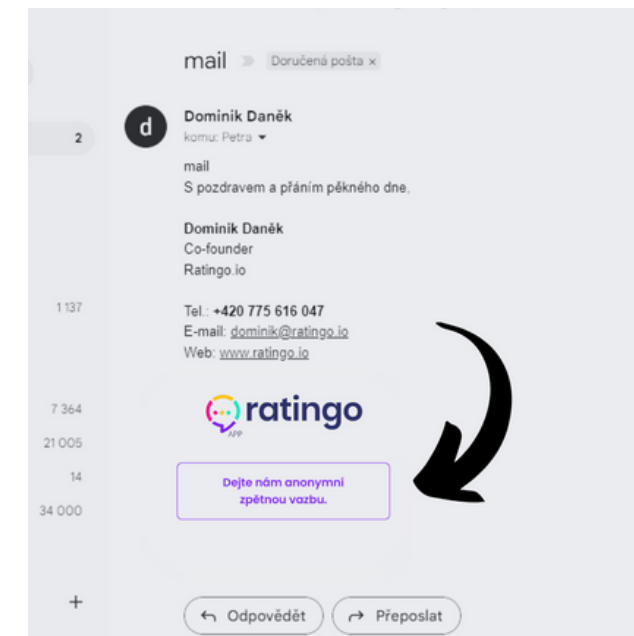 mail Doručená pošta ×
Dominik Daněk
komu: Petra
d
2
mail
S pozdravem a přáním pěkného dne,
Dominik Daněk
Co-founder
Ratingo.io
1 137
Tel.: +420 775 616 047
E-mail: dominik@ratingo.io
Web: www.ratingo.io
ratingo
APP
7 364
21 005
14
34 000
Dejte nám anonymní
zpětnou vazbu.
+
Odpovědět
Přeposlat